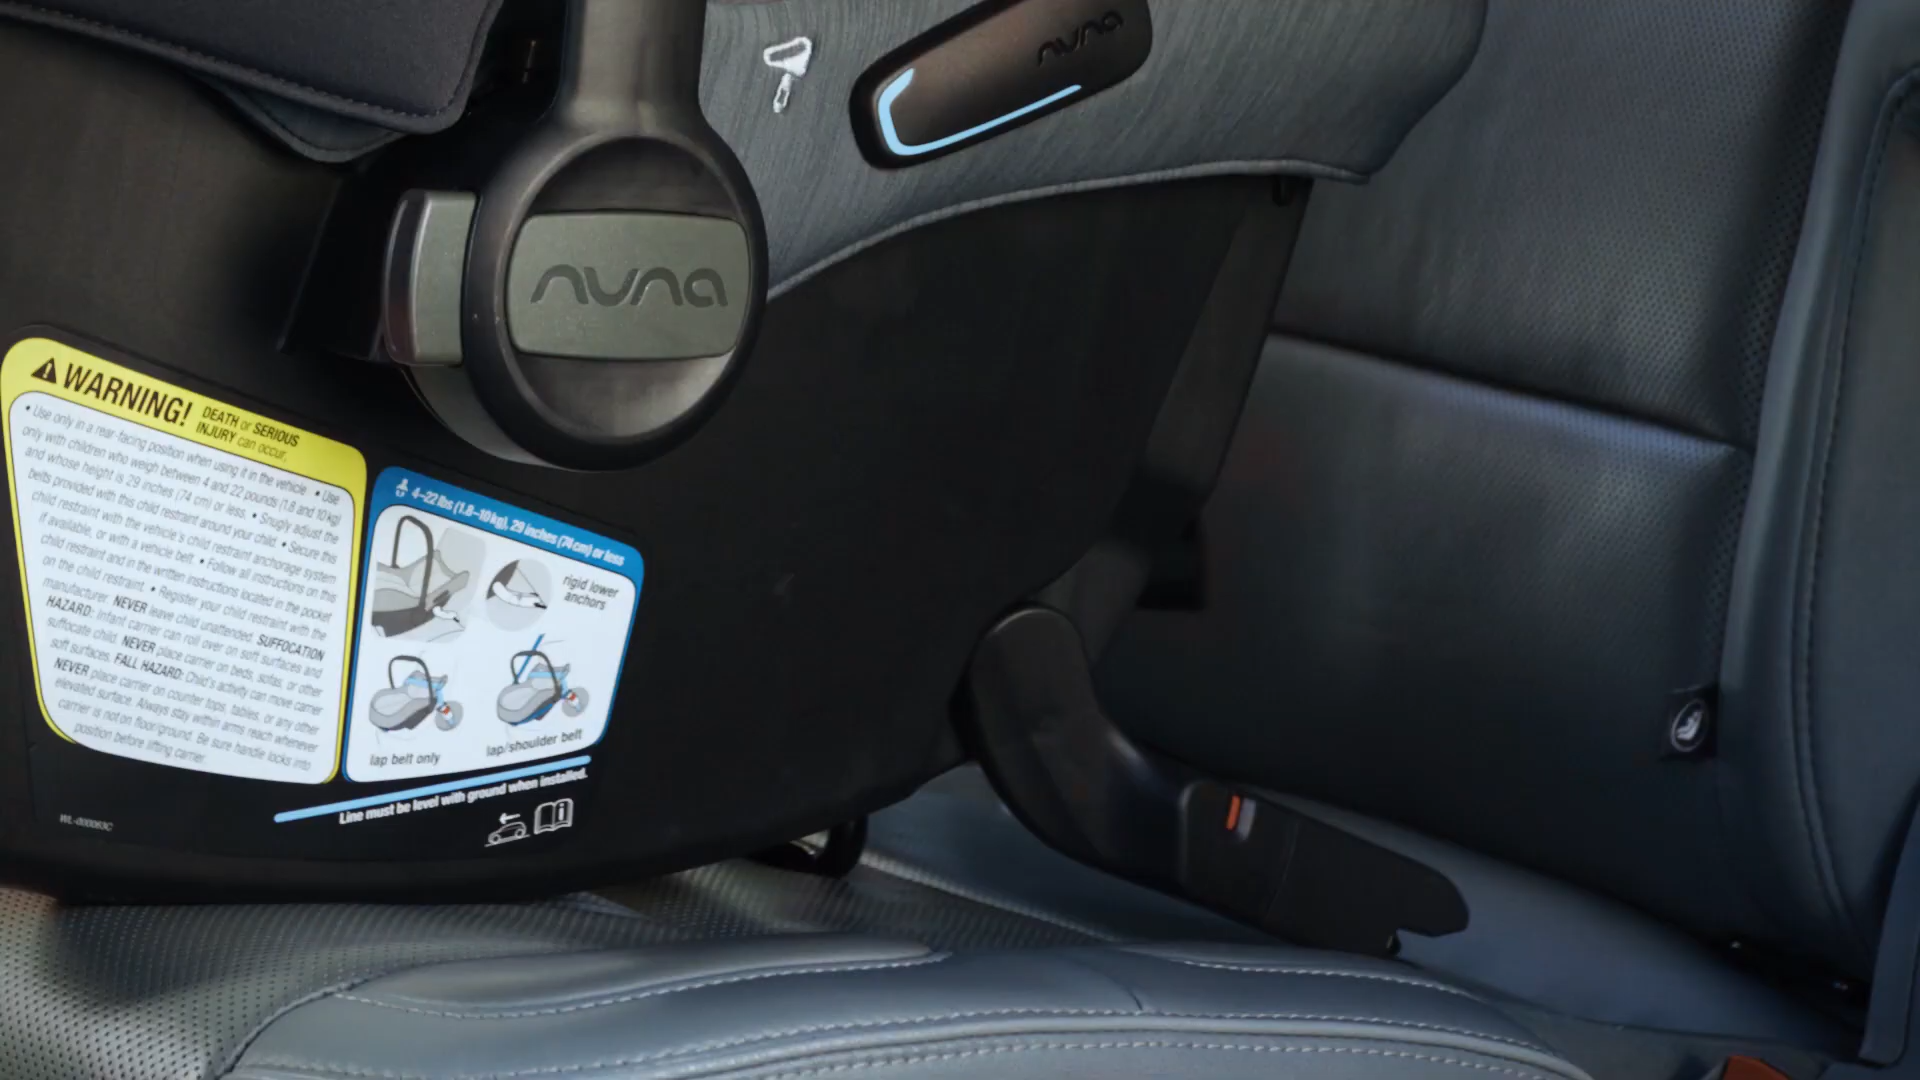 nuna
nuna
WARNING! DEATH or SERIOUS
INJURY can occur.
• Use only in a rear-facing position when using it in the vehicle. • Use
only with children who weigh between 4 and 22 pounds (1.8 and 10 kg)
and whose height is 29 inches (74 cm) or less. • Snugly adjust the
belts provided with this child restraint around your child. • Secure this
child restraint with the vehicle's child restraint anchorage system
if available, or with a vehicle belt. • Follow all instructions on this
child restraint and in the written instructions located in the pocket
on the child restraint. • Register your child restraint with the
manufacturer. NEVER leave child unattended. SUFFOCATION
HAZARD: Infant carrier can roll over on soft surfaces and
suffocate child. NEVER place carrier on beds, sofas, or other
soft surfaces. FALL HAZARD: Child's activity can move carrier
NEVER place carrier on counter tops, tables, or any other
elevated surface. Always stay within arms reach whenever
carrier is not on floor/ground. Be sure handle locks into
position before lifting carrier.
4–22 lbs (1.8–10 kg), 29 inches (74 cm) or less
rigid lower
anchors
lap belt only
lap/shoulder belt
Line must be level with ground when installed.
WL-000063C